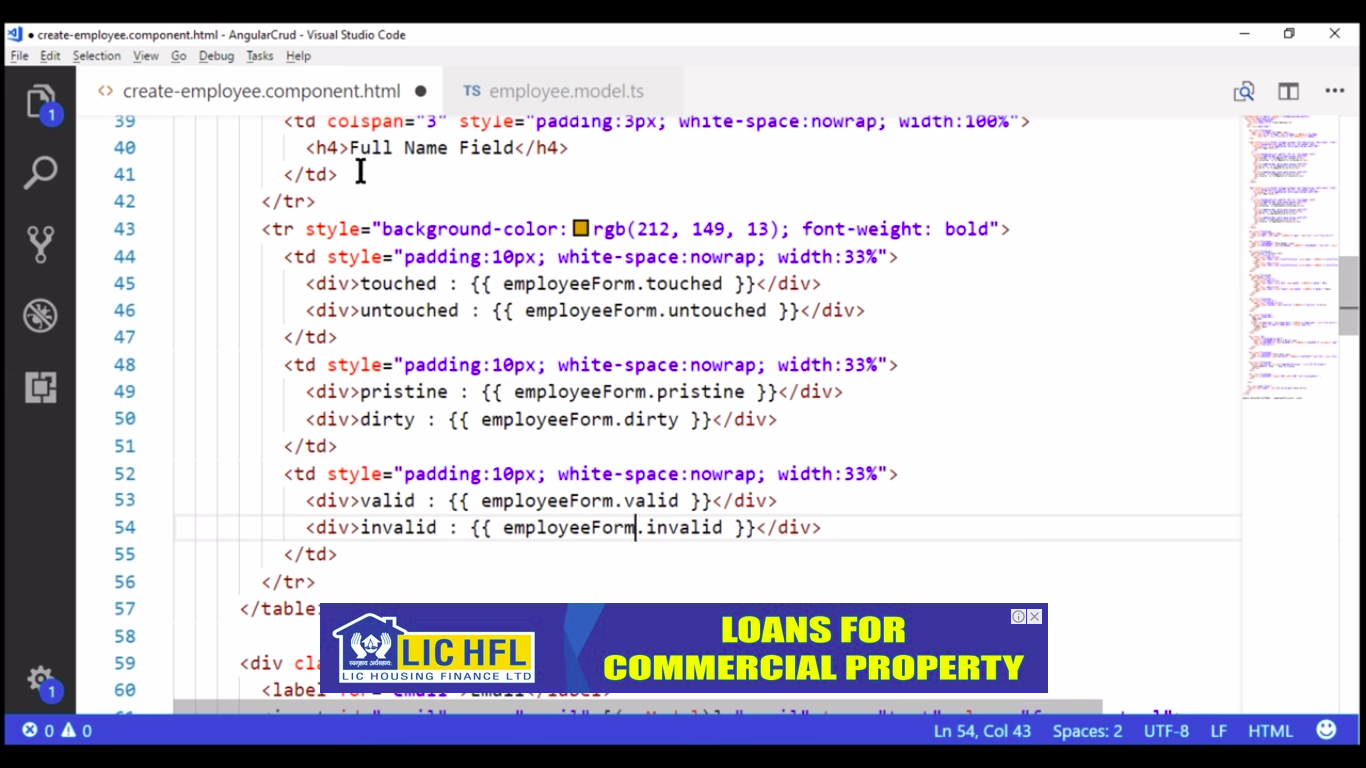 ● create-employee.component.html - AngularCrud - Visual Studio Code
File Edit Selection View Go Debug Tasks Help
<> create-employee.component.html ●
TS employee.model.ts
1
39 <td colspan="3" style="padding:3px; white-space:nowrap; width:100%">
40 <h4>Full Name Field</h4>
41 </td>
42 </tr>
43 <tr style="background-color: rgb(212, 149, 13); font-weight: bold">
44 <td style="padding:10px; white-space:nowrap; width:33%">
45 <div>touched : {{ employeeForm.touched }}</div>
46 <div>untouched : {{ employeeForm.untouched }}</div>
47 </td>
48 <td style="padding:10px; white-space:nowrap; width:33%">
49 <div>pristine : {{ employeeForm.pristine }}</div>
50 <div>dirty : {{ employeeForm.dirty }}</div>
51 </td>
52 <td style="padding:10px; white-space:nowrap; width:33%">
53 <div>valid : {{ employeeForm.valid }}</div>
54 <div>invalid : {{ employeeForm.invalid }}</div>
55 </td>
56 </tr>
57 </table
58
59 <div cla
60 <label
LIC HFL
LIC HOUSING FINANCE LTD
LOANS FOR
COMMERCIAL PROPERTY
1
0 0
Ln 54, Col 43 Spaces: 2 UTF-8 LF HTML